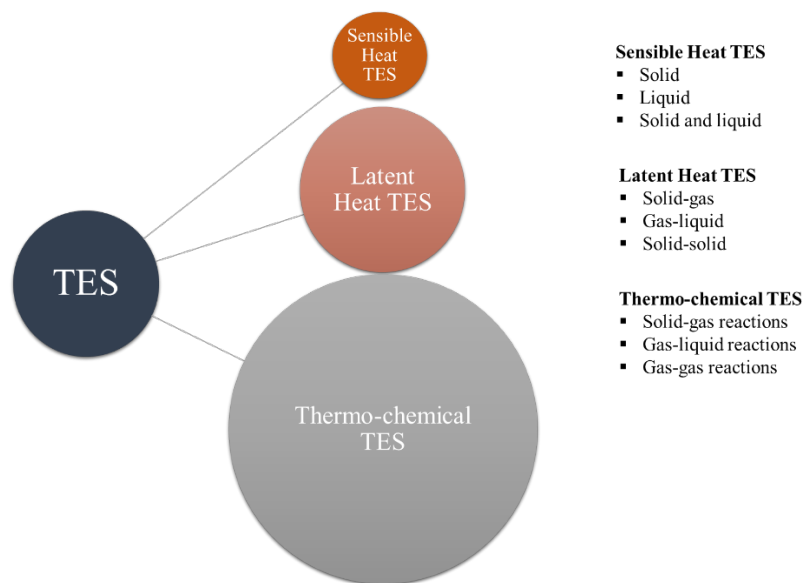 Sensible
Heat
TES
Latent
Heat TES
TES
Thermo-chemical
TES
Sensible Heat TES
▪ Solid
▪ Liquid
▪ Solid and liquid
Latent Heat TES
▪ Solid-gas
▪ Gas-liquid
▪ Solid-solid
Thermo-chemical TES
▪ Solid-gas reactions
▪ Gas-liquid reactions
▪ Gas-gas reactions